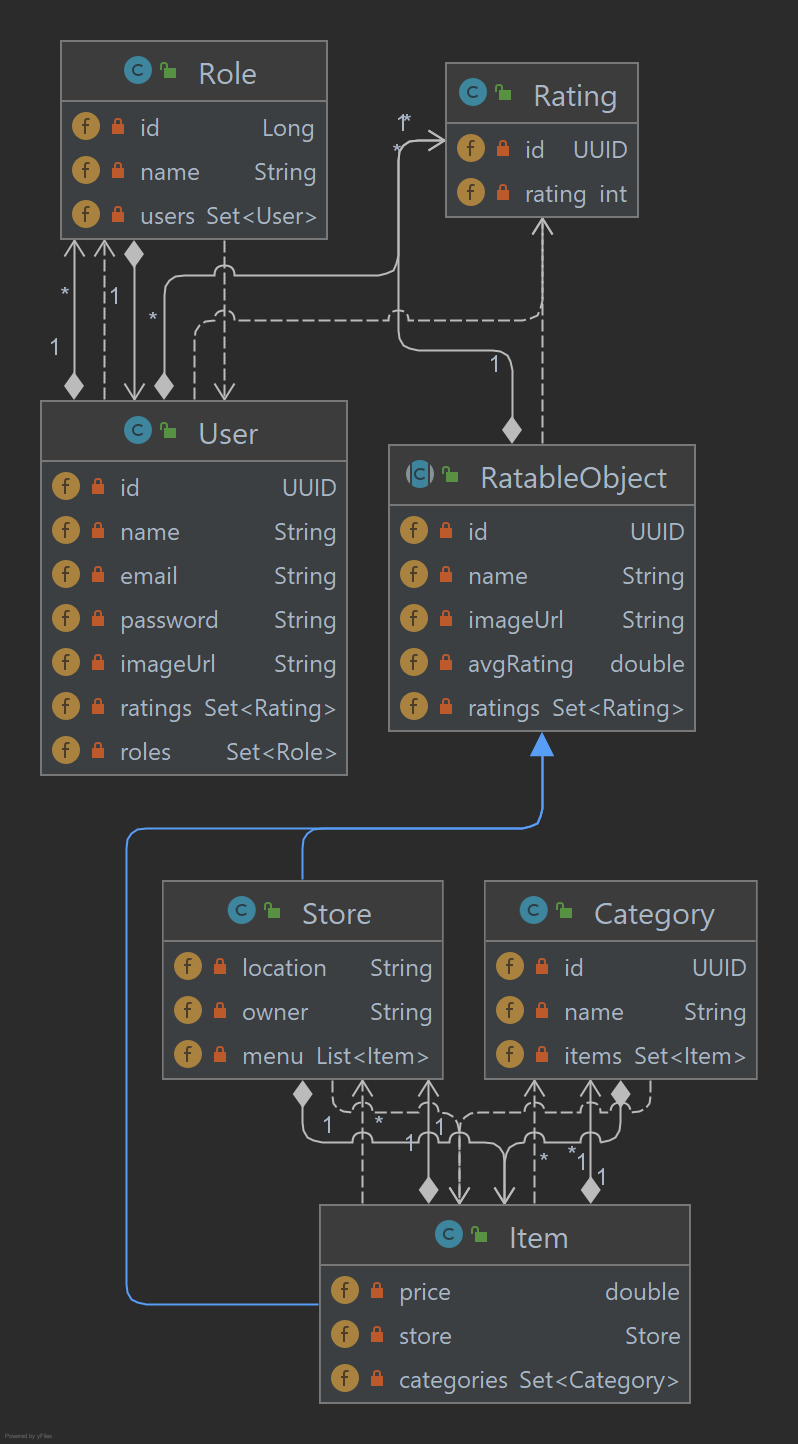 Role
id Long
name String
users Set<User>
Rating
id UUID
rating int
1*
*
*
1
*
1
1
User
id UUID
name String
email String
password String
imageUrl String
ratings Set<Rating>
roles Set<Role>
RatableObject
id UUID
name String
imageUrl String
avgRating double
ratings Set<Rating>
Store
location String
owner String
menu List<Item>
Category
id UUID
name String
items Set<Item>
1
*
1
1
*
*
1
1
Item
price double
store Store
categories Set<Category>
Powered by yFiles